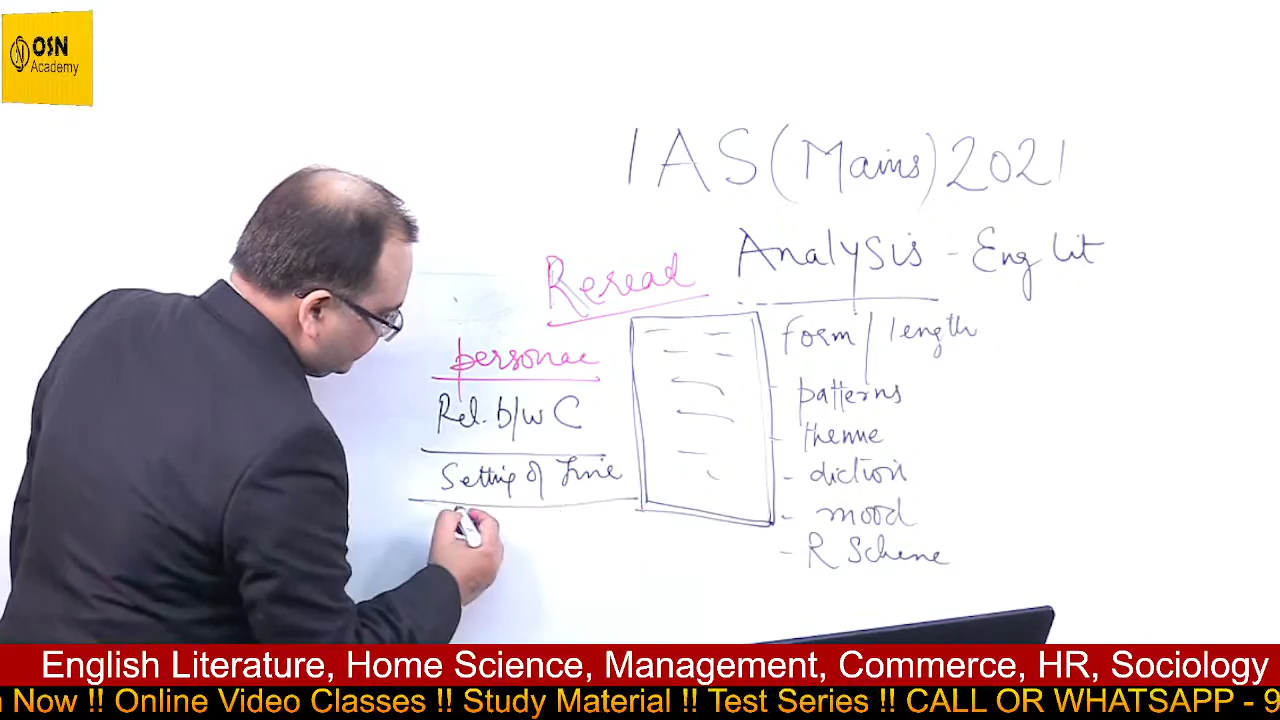 OSN
Academy
IAS (Mains) 2021
Analysis - Eng lit
Reread
form / length
personae
patterns
Rel. b/w C
theme
Setting of Time
- diction
- mood
- R Scheme
English Literature, Home Science, Management, Commerce, HR, Sociology
Now !! Online Video Classes !! Study Material !! Test Series !! CALL OR WHATSAPP - 9